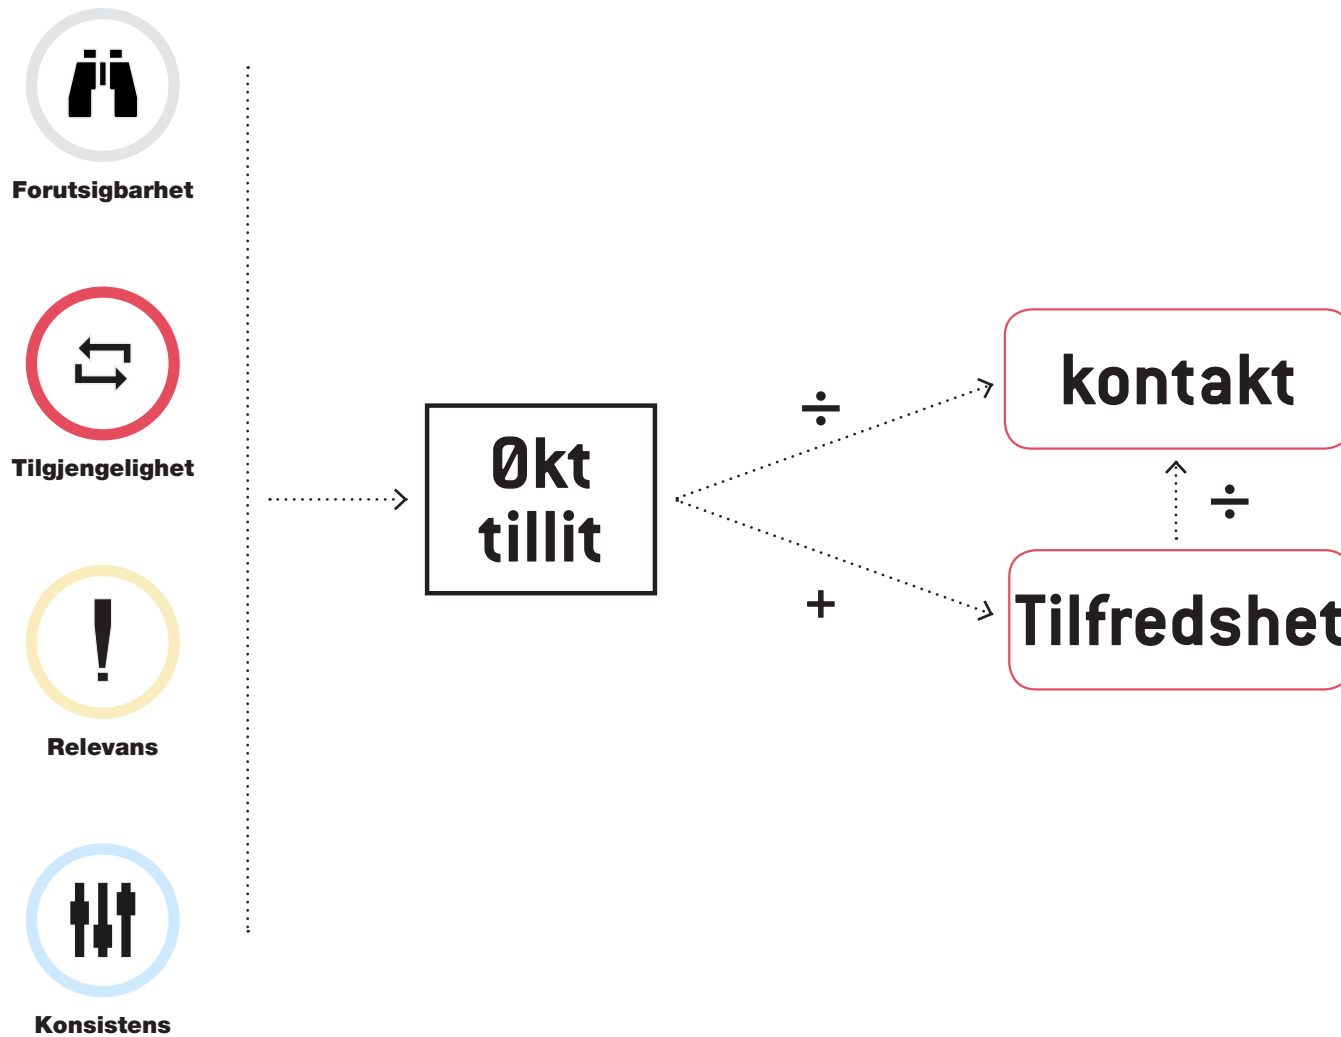 Forutsigbarhet
Tilgjengelighet
Relevans
Konsistens
Økt
tillit
÷
+
kontakt
÷
Tilfredshet